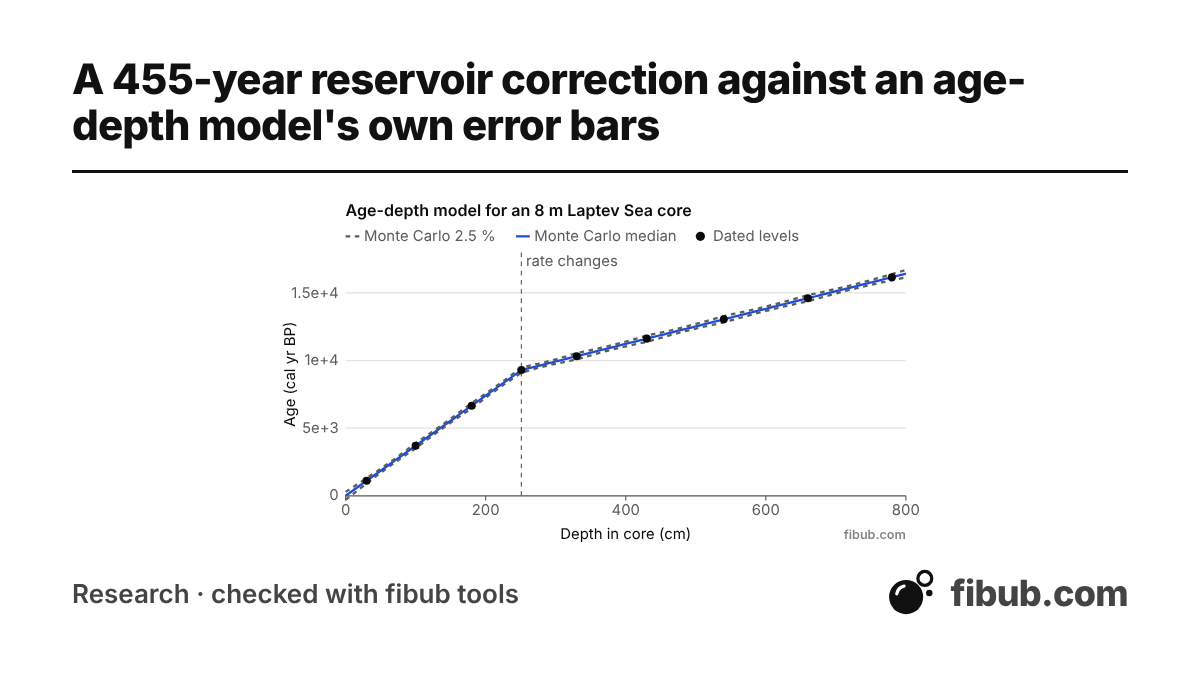 A 455-year reservoir correction against an age-
depth model's own error bars
Age-depth model for an 8 m Laptev Sea core
Monte Carlo 2.5 % Monte Carlo median Dated levels
rate changes
1.5e+4
1e+4
5e+3
0
Age (cal yr BP)
0 200 400 600 800
Depth in core (cm)
fibub.com
Research · checked with fibub tools
fibub.com